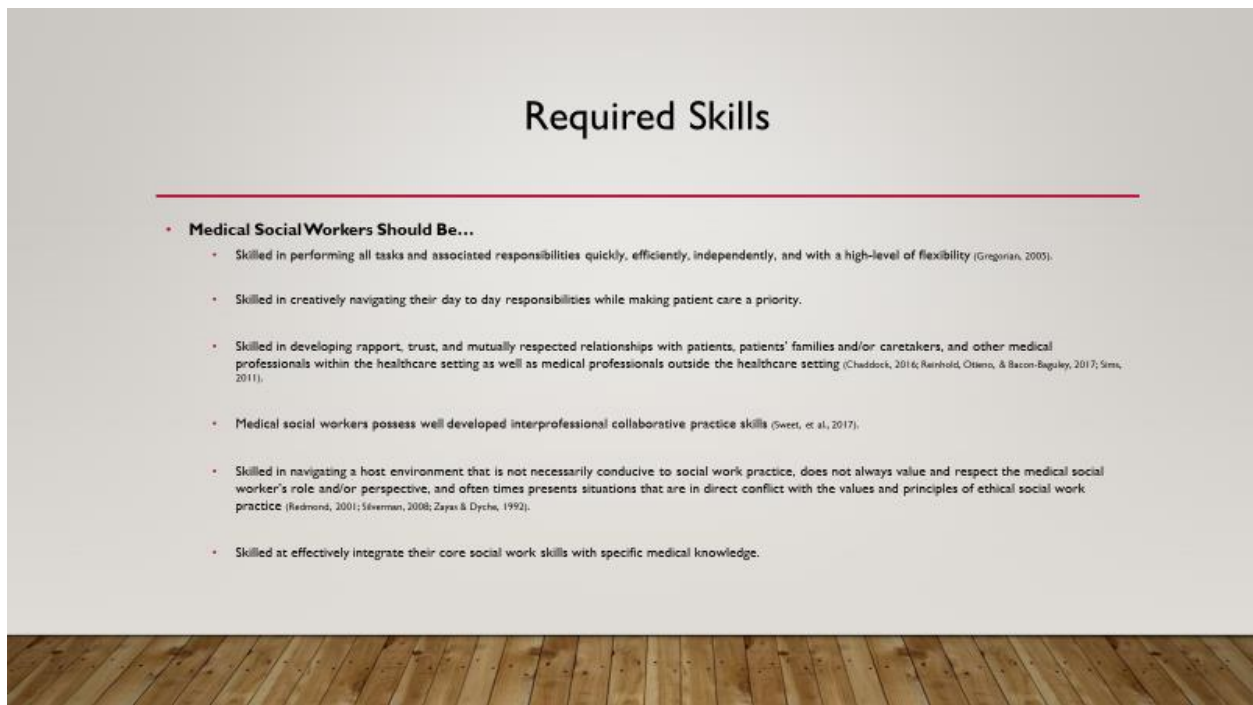 Required Skills
• Medical Social Workers Should Be...
• Skilled in performing all tasks and associated responsibilities quickly, efficiently, independently, and with a high-level of flexibility (Gregorian, 2005).
• Skilled in creatively navigating their day to day responsibilities while making patient care a priority.
• Skilled in developing rapport, trust, and mutually respected relationships with patients, patients' families and/or caretakers, and other medical
professionals within the healthcare setting as well as medical professionals outside the healthcare setting (Chaddock, 2016; Reinhold, Otieno, & Bacon-Baguley, 2017; Sims,
2011).
• Medical social workers possess well developed interprofessional collaborative practice skills (Sweet, et al., 2017).
• Skilled in navigating a host environment that is not necessarily conducive to social work practice, does not always value and respect the medical social
worker's role and/or perspective, and often times presents situations that are in direct conflict with the values and principles of ethical social work
practice (Redmond, 2001; Silverman, 2008; Zayas & Dyche, 1992).
• Skilled at effectively integrate their core social work skills with specific medical knowledge.